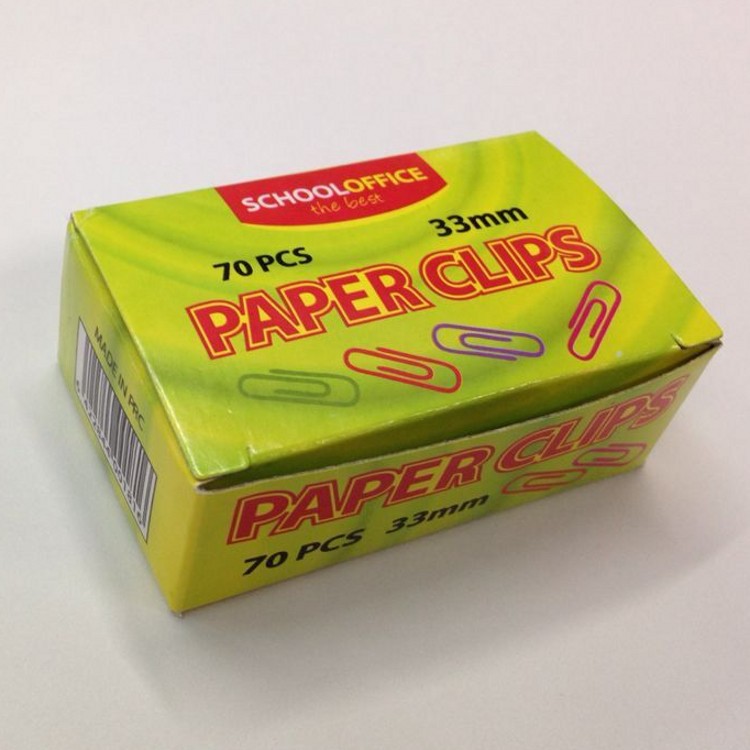 SCHOOLOFFICE
the best
70 PCS 33mm
PAPER CLIPS
MADE IN PRC
PAPER CLIPS
70 PCS 33mm